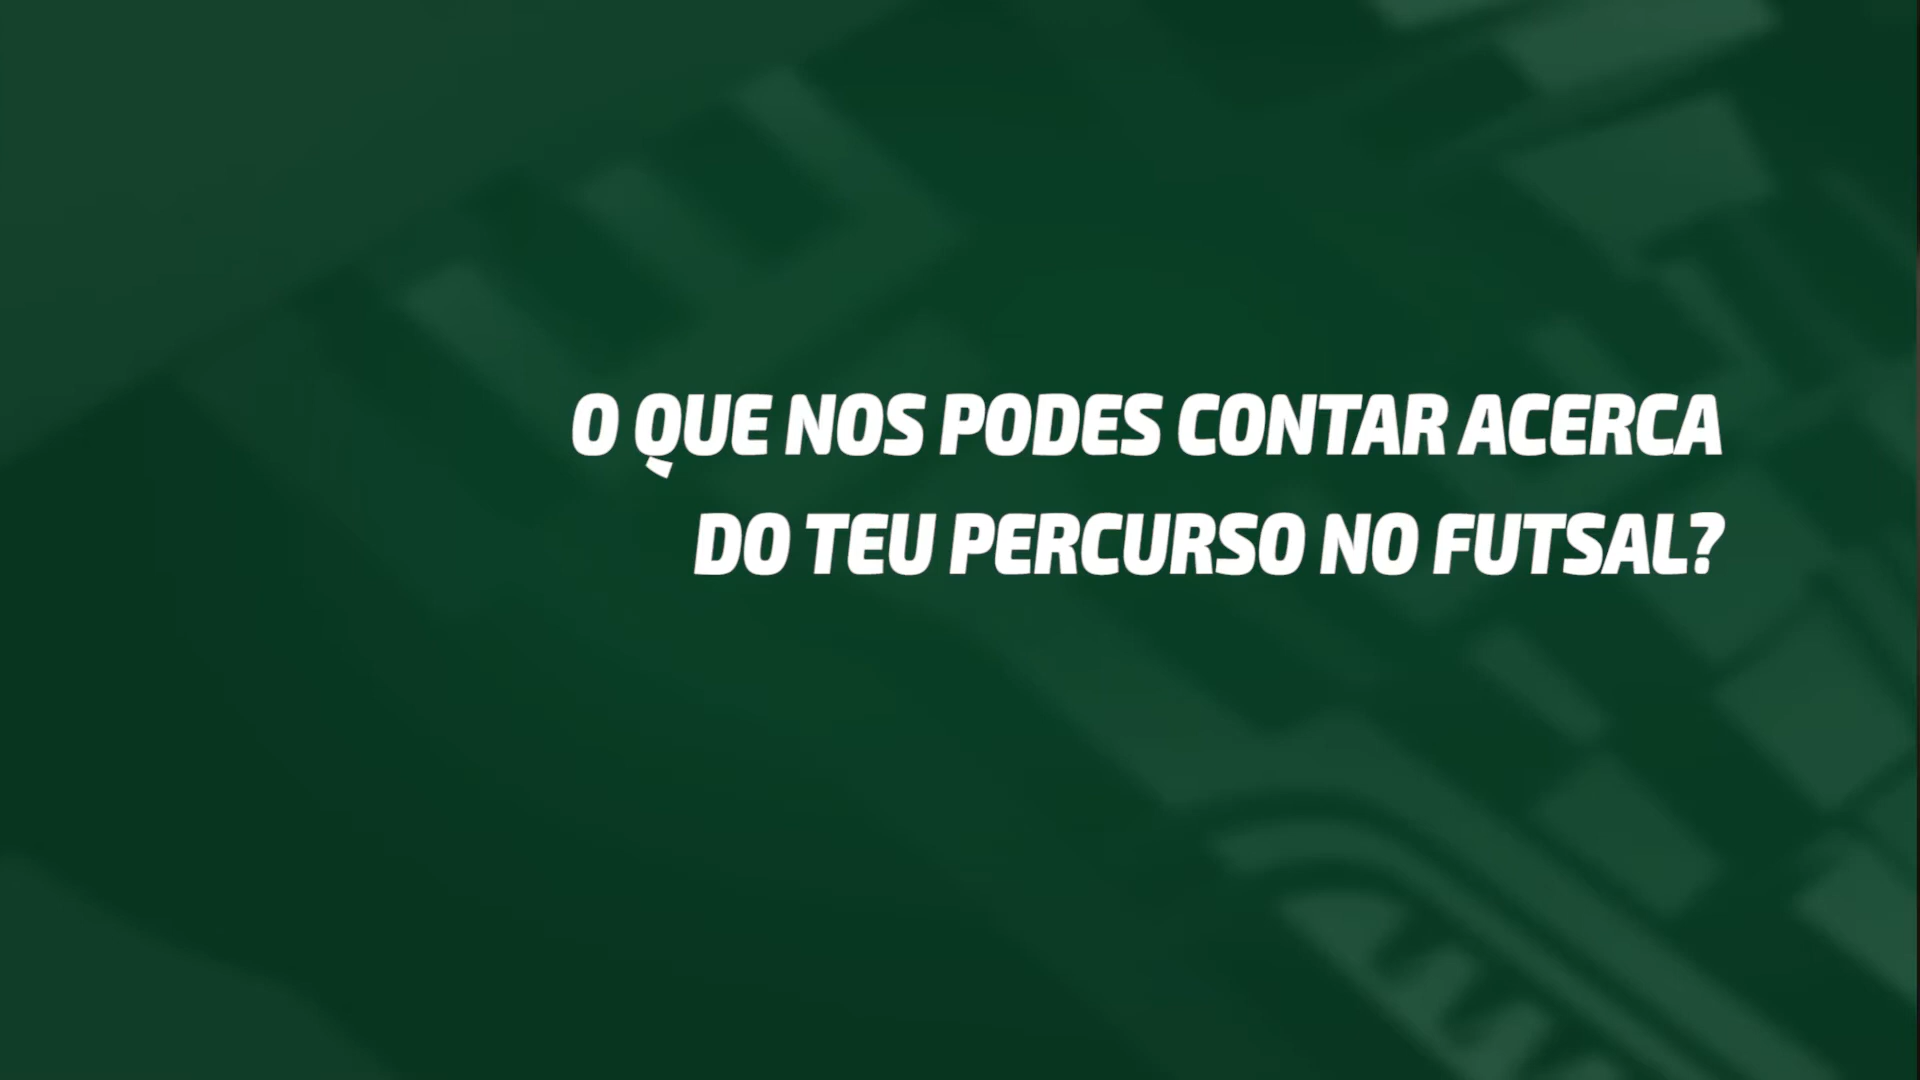 O QUE NOS PODES CONTAR ACERCA
DO TEU PERCURSO NO FUTSAL?